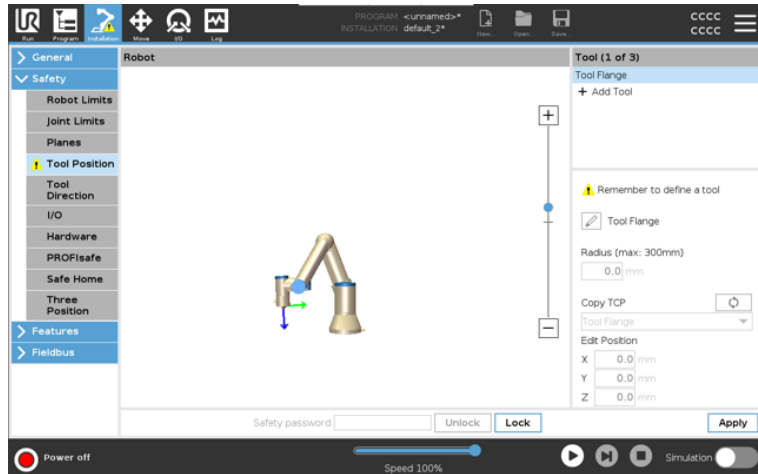 PROGRAM <unnamed>*
INSTALLATION default_2*
CCCC
CCCC
Run
Program
Installation
Move
I/O
Log
New...
Open...
Save...
General
Safety
Robot Limits
Joint Limits
Planes
Tool Position
Tool
Direction
I/O
Hardware
PROFIsafe
Safe Home
Three
Position
Features
Fieldbus
Robot
+
−
Tool (1 of 3)
Tool Flange
+ Add Tool
Remember to define a tool
Tool Flange
Radius (max: 300mm)
0.0 mm
Copy TCP
Tool Flange
Edit Position
X 0.0 mm
Y 0.0 mm
Z 0.0 mm
Safety password
Unlock
Lock
Apply
Power off
Speed 100%
Simulation